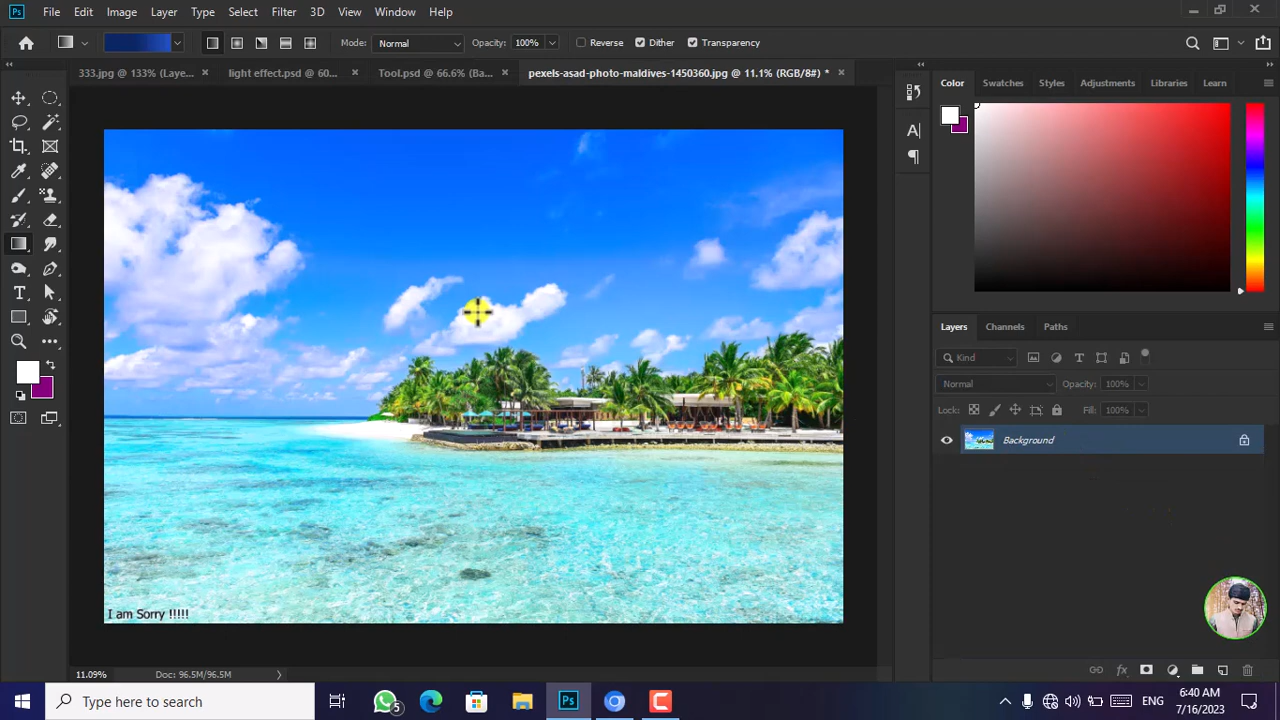 Ps File Edit Image Layer Type Select Filter 3D View Window Help
Mode: Normal Opacity: 100% Reverse Dither Transparency
333.jpg @ 133% (Laye... × light effect.psd @ 60... × Tool.psd @ 66.6% (Ba... × pexels-asad-photo-maldives-1450360.jpg @ 11.1% (RGB/8#) * ×
Color Swatches Styles Adjustments Libraries Learn
A|
Layers Channels Paths
Kind
Normal Opacity: 100%
Lock: Fill: 100%
Background
fx
I am Sorry !!!!!
11.09% Doc: 96.5M/96.5M
Type here to search
5
Ps
C
ENG
6:40 AM
7/16/2023